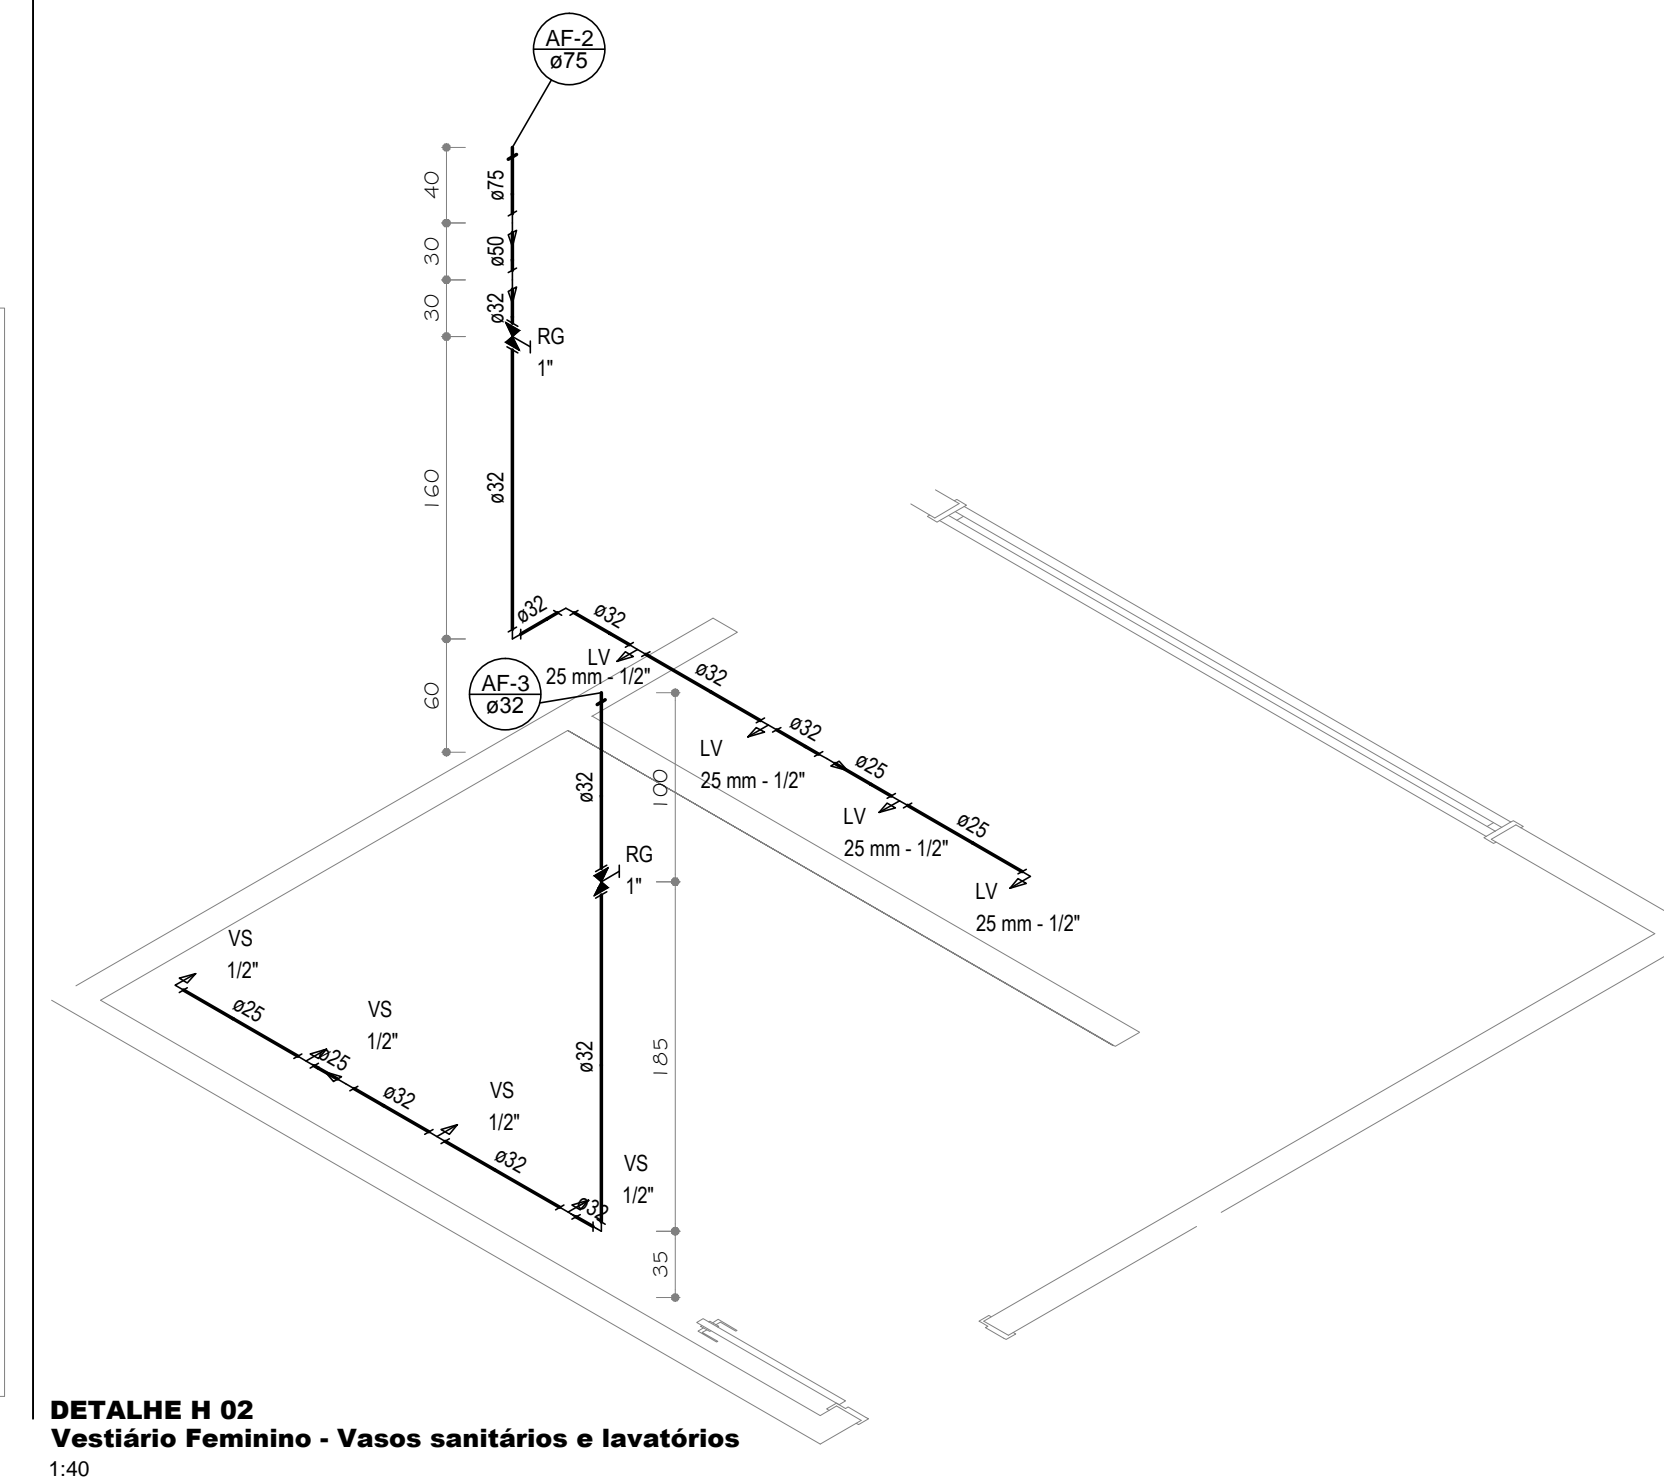 AF-2
ø75
40
ø75
30
ø50
30
ø32
RG
1"
160
ø32
ø32
ø32
LV
25 mm - 1/2"
ø32
AF-3
ø32
60
LV
25 mm - 1/2"
ø32
ø25
ø32
100
LV
25 mm - 1/2"
ø25
RG
1"
LV
25 mm - 1/2"
VS
1/2"
ø25
VS
1/2"
ø25
ø32
ø32
185
VS
1/2"
ø32
VS
1/2"
ø32
35
DETALHE H 02
Vestiário Feminino - Vasos sanitários e lavatórios
1:40